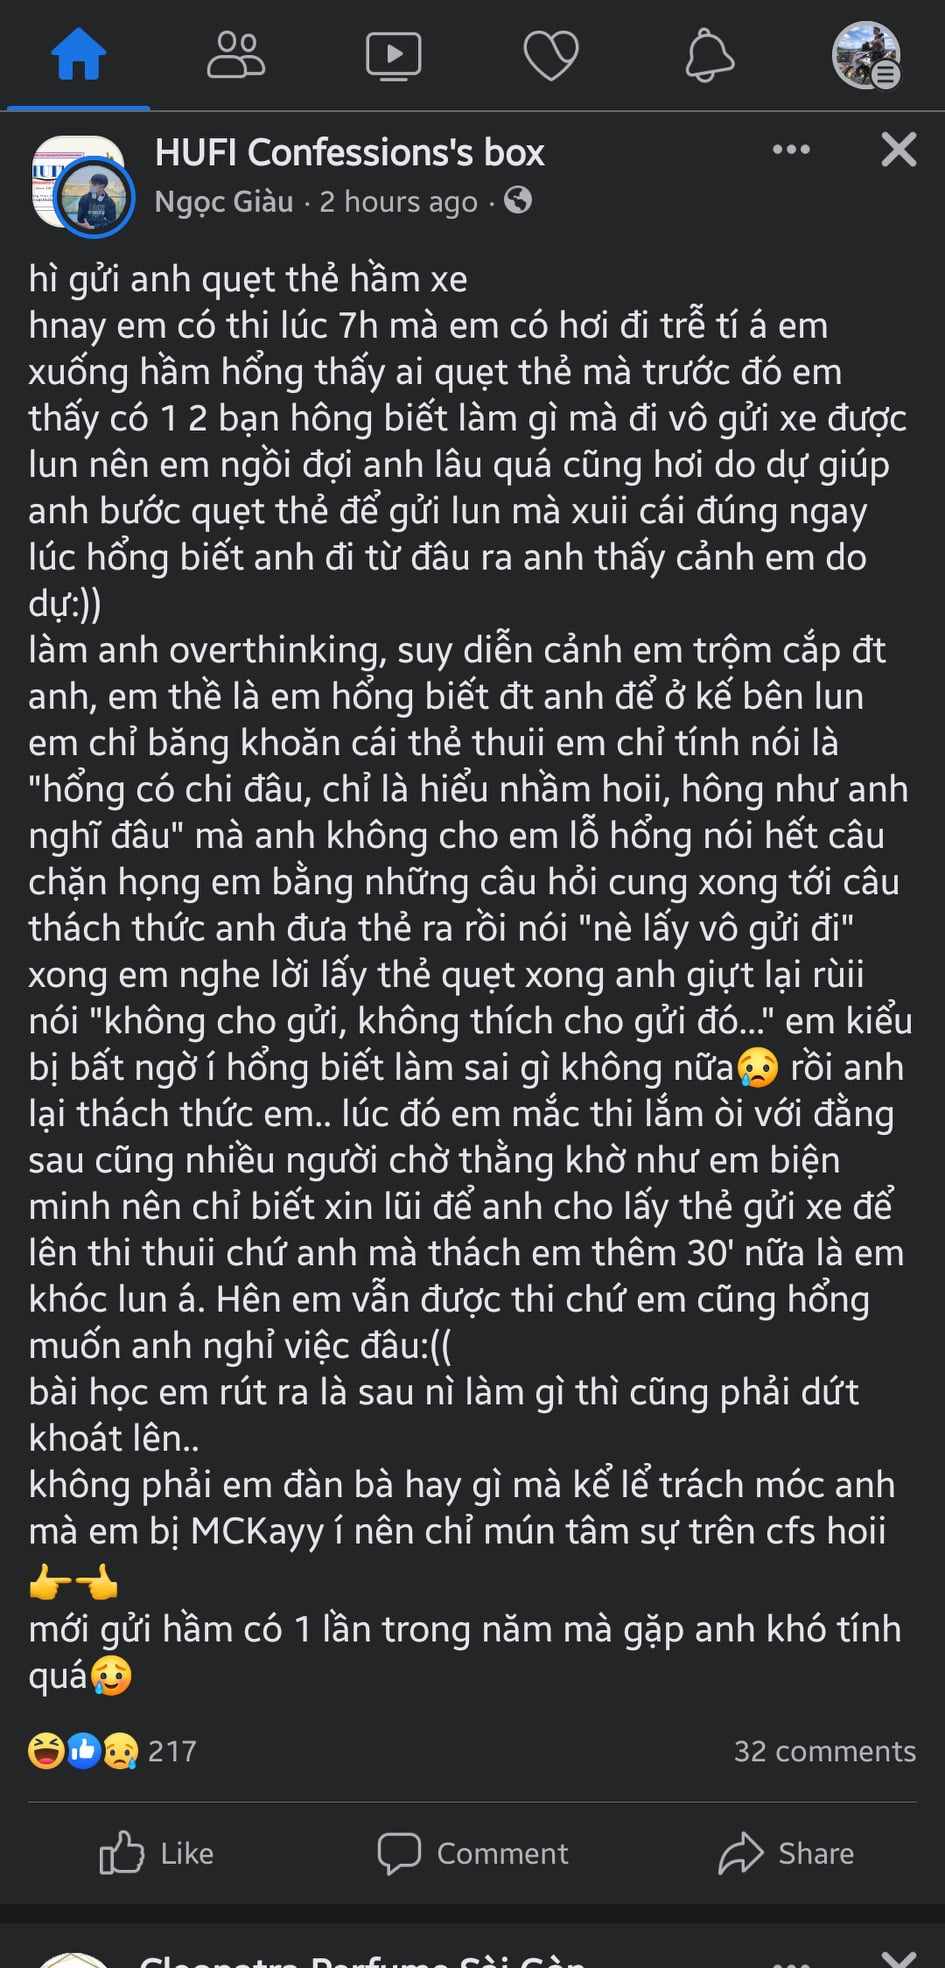 HUFI Confessions's box
Ngọc Giàu · 2 hours ago ·
hì gửi anh quẹt thẻ hầm xe
hnay em có thi lúc 7h mà em có hơi đi trễ tí á em
xuống hầm hổng thấy ai quẹt thẻ mà trước đó em
thấy có 1 2 bạn hông biết làm gì mà đi vô gửi xe được
lun nên em ngồi đợi anh lâu quá cũng hơi do dự giúp
anh bước quẹt thẻ để gửi lun mà xuii cái đúng ngay
lúc hổng biết anh đi từ đâu ra anh thấy cảnh em do
dự:))
làm anh overthinking, suy diễn cảnh em trộm cắp đt
anh, em thề là em hổng biết đt anh để ở kế bên lun
em chỉ băng khoăn cái thẻ thuii em chỉ tính nói là
"hổng có chi đâu, chỉ là hiểu nhầm hoii, hông như anh
nghĩ đâu" mà anh không cho em lỗ hổng nói hết câu
chặn họng em bằng những câu hỏi cung xong tới câu
thách thức anh đưa thẻ ra rồi nói "nè lấy vô gửi đi"
xong em nghe lời lấy thẻ quẹt xong anh giựt lại rùii
nói "không cho gửi, không thích cho gửi đó..." em kiểu
bị bất ngờ í hổng biết làm sai gì không nữa😢 rồi anh
lại thách thức em.. lúc đó em mắc thi lắm òi với đằng
sau cũng nhiều người chờ thằng khờ như em biện
minh nên chỉ biết xin lũi để anh cho lấy thẻ gửi xe để
lên thi thuii chứ anh mà thách em thêm 30' nữa là em
khóc lun á. Hên em vẫn được thi chứ em cũng hổng
muốn anh nghỉ việc đâu:((
bài học em rút ra là sau nì làm gì thì cũng phải dứt
khoát lên..
không phải em đàn bà hay gì mà kể lể trách móc anh
mà em bị MCKayy í nên chỉ mún tâm sự trên cfs hoii
👉👈
mới gửi hầm có 1 lần trong năm mà gặp anh khó tính
quá🥲
217
32 comments
Like
Comment
Share
Cleopatra Perfume Sài Gòn